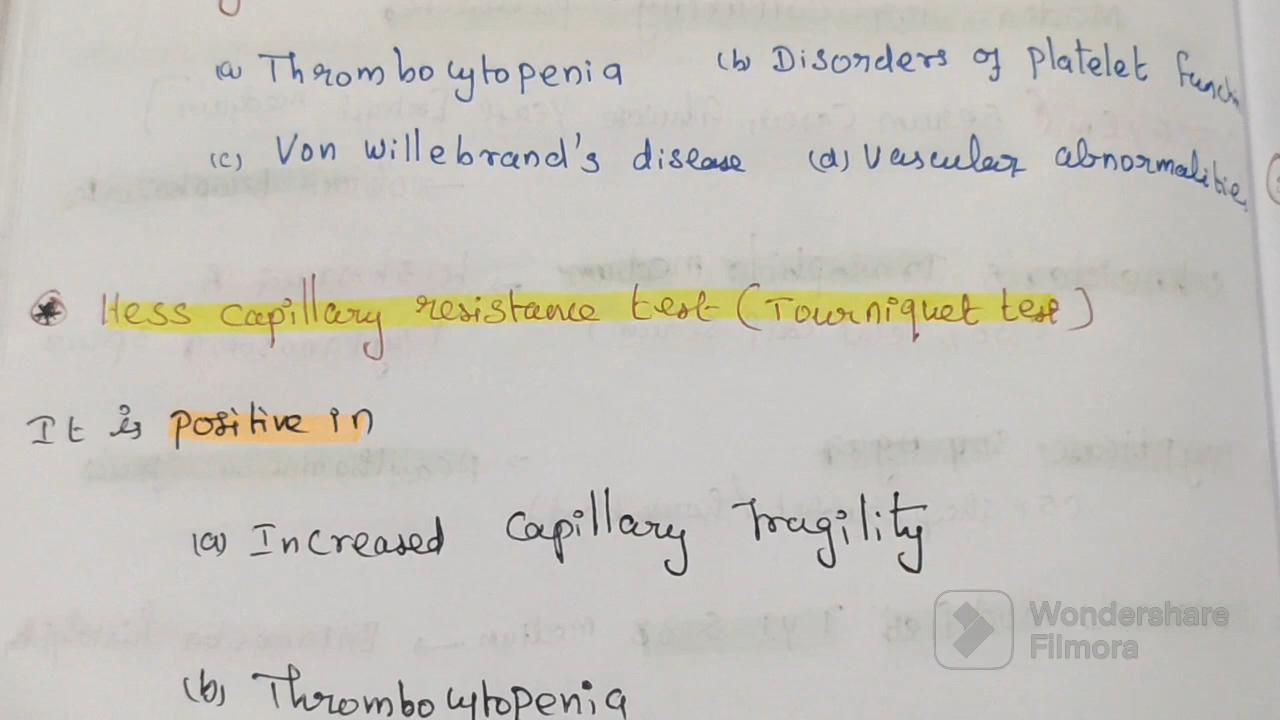 (a) Thrombocytopenia (b) Disorders of platelet
(c) Von Willebrand's disease (d) Vascular abnormalitie
* Hess capillary resistance test (Tourniquet test)
It is positive in
(a) Increased capillary fragility
Wondershare
Filmora
(b) Thrombocytopenia